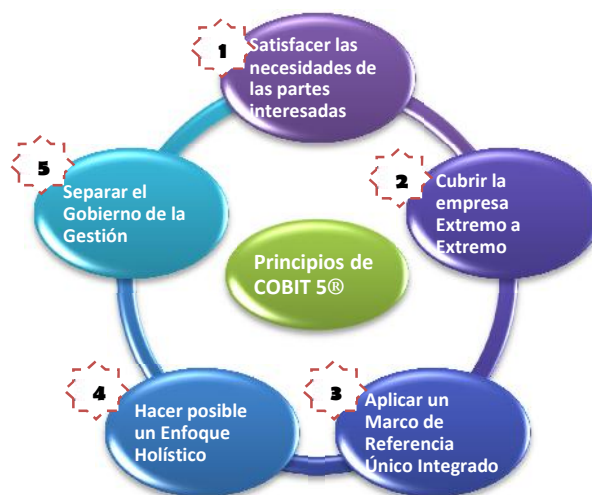 1
Satisfacer las
necesidades de
las partes
interesadas
2
Cubrir la
empresa
Extremo a
Extremo
3
Aplicar un
Marco de
Referencia
Único Integrado
4
Hacer posible
un Enfoque
Holístico
5
Separar el
Gobierno de la
Gestión
Principios de
COBIT 5®